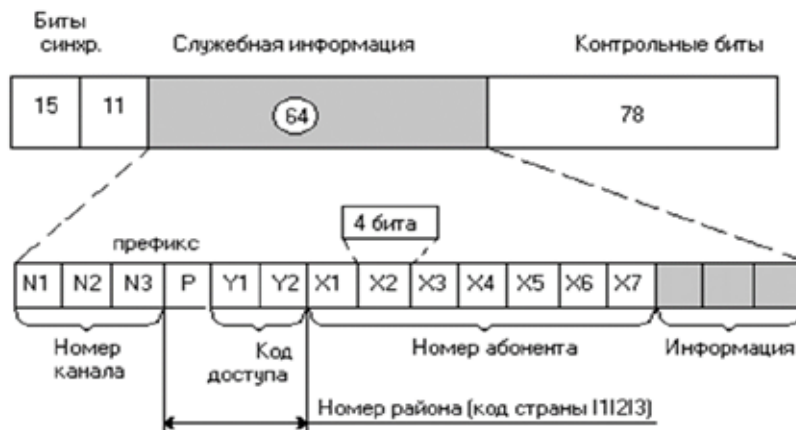 Биты
синхр.
Служебная информация
Контрольные биты
15
11
64
78
4 бита
префикс
N1 N2 N3 P Y1 Y2 X1 X2 X3 X4 X5 X6 X7
Номер
канала
Код
доступа
Номер абонента
Информация
Номер района (код страны I1I2I3)